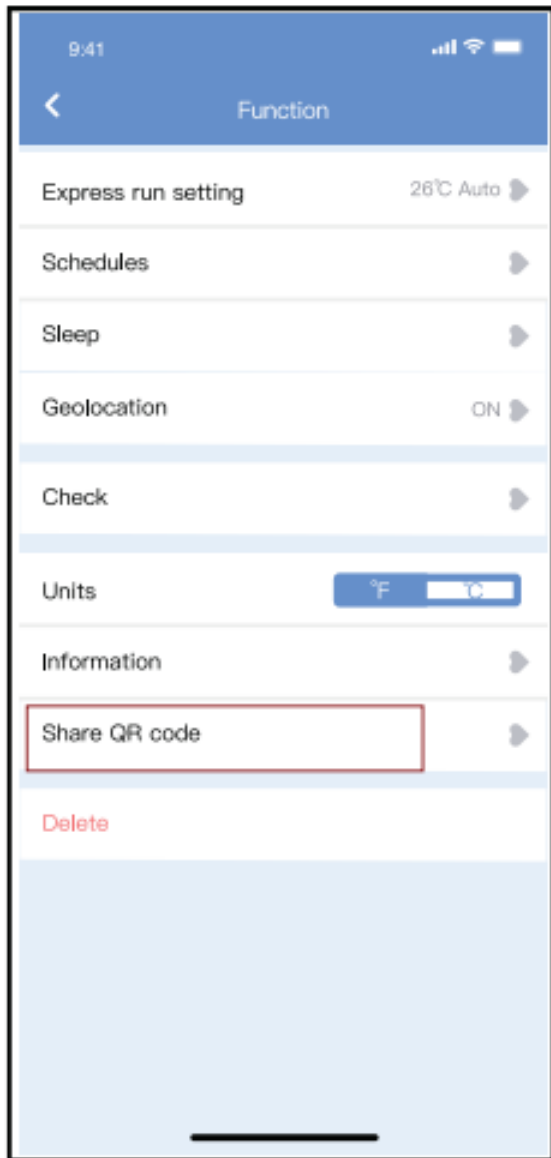 9:41
Function
Express run setting 26℃ Auto
Schedules
Sleep
Geolocation ON
Check
Units ℉ ℃
Information
Share QR code
Delete